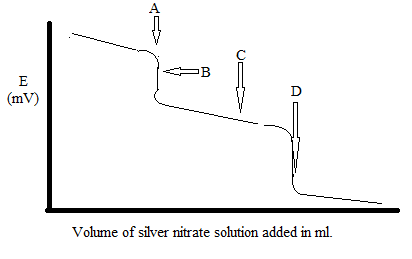 A
B
C
D
E
(mV)
Volume of silver nitrate solution added in ml.